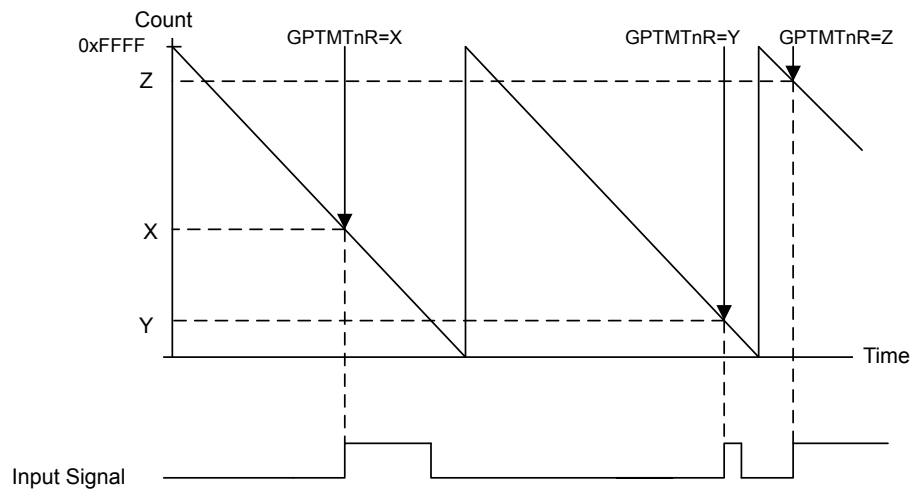 Count
0xFFFF
GPTMTnR=X
GPTMTnR=Y
GPTMTnR=Z
Z
X
Y
Time
Input Signal